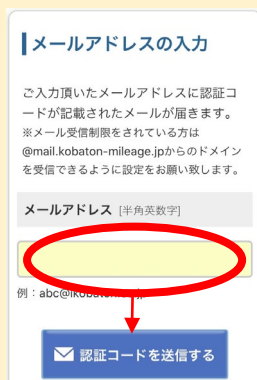 メールアドレスの入力
ご入力頂いたメールアドレスに認証コ
ードが記載されたメールが届きます。
※メール受信制限をされている方は
@mail.kobaton-mileage.jpからのドメイン
を受信できるように設定をお願い致します。
メールアドレス [半角英数字]
例：
認証コードを送信する